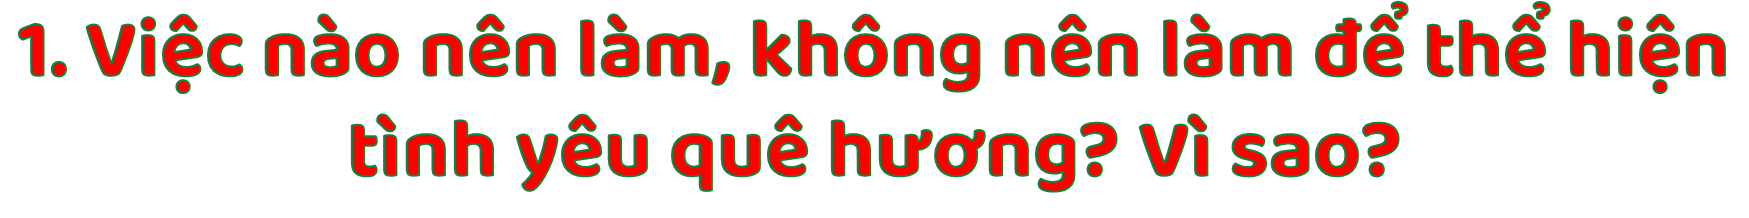 1. Việc nào nên làm, không nên làm để thể hiện
tình yêu quê hương? Vì sao?